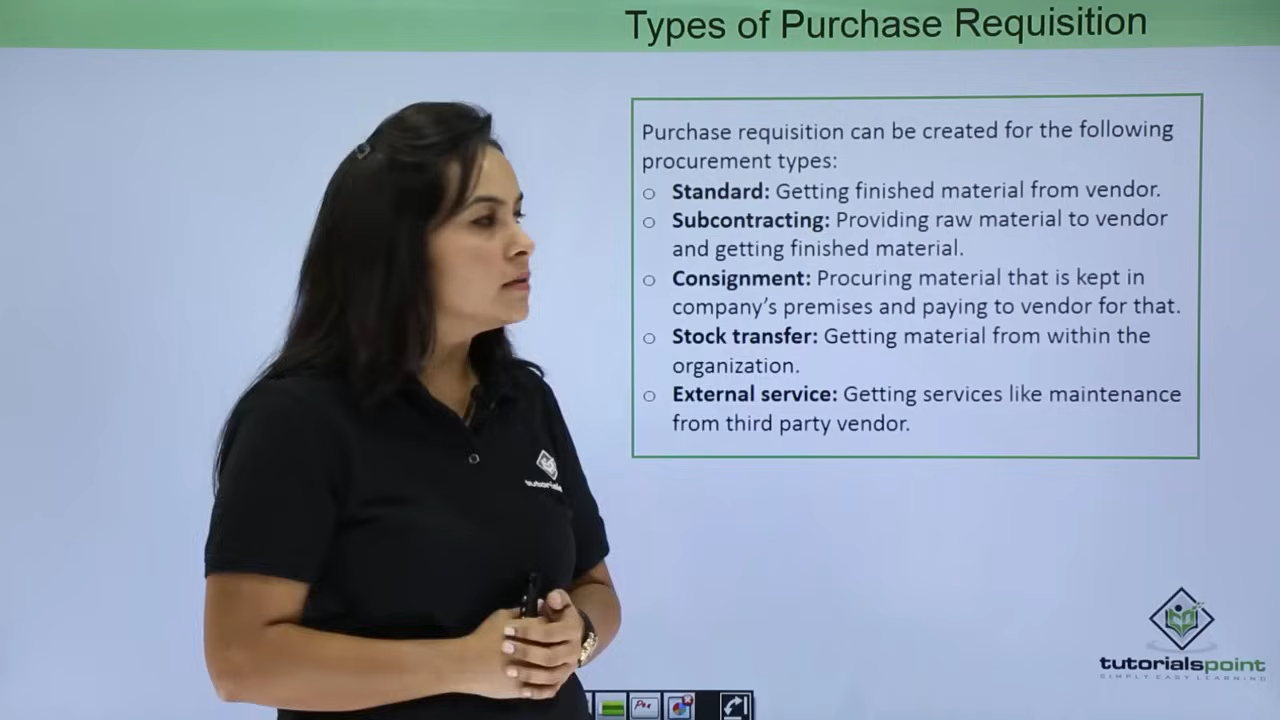 Types of Purchase Requisition
Purchase requisition can be created for the following
procurement types:
○ Standard: Getting finished material from vendor.
○ Subcontracting: Providing raw material to vendor
and getting finished material.
○ Consignment: Procuring material that is kept in
company’s premises and paying to vendor for that.
○ Stock transfer: Getting material from within the
organization.
○ External service: Getting services like maintenance
from third party vendor.
tutorialspoint
SIMPLY EASY LEARNING